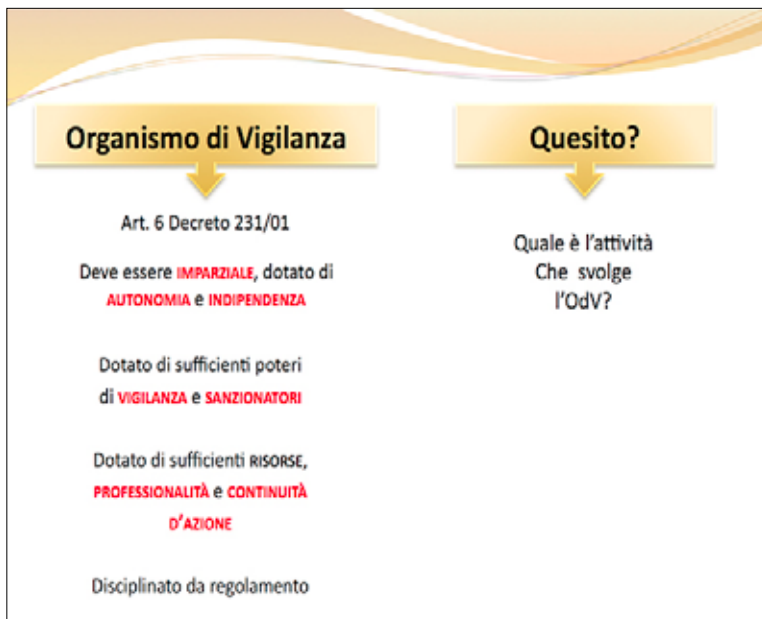 Organismo di Vigilanza
Art. 6 Decreto 231/01
Deve essere IMPARZIALE, dotato di
AUTONOMIA e INDIPENDENZA
Dotato di sufficienti poteri
di VIGILANZA e SANZIONATORI
Dotato di sufficienti RISORSE,
PROFESSIONALITÀ e CONTINUITÀ
D'AZIONE
Disciplinato da regolamento
Quesito?
Quale è l'attività
Che svolge
l'OdV?